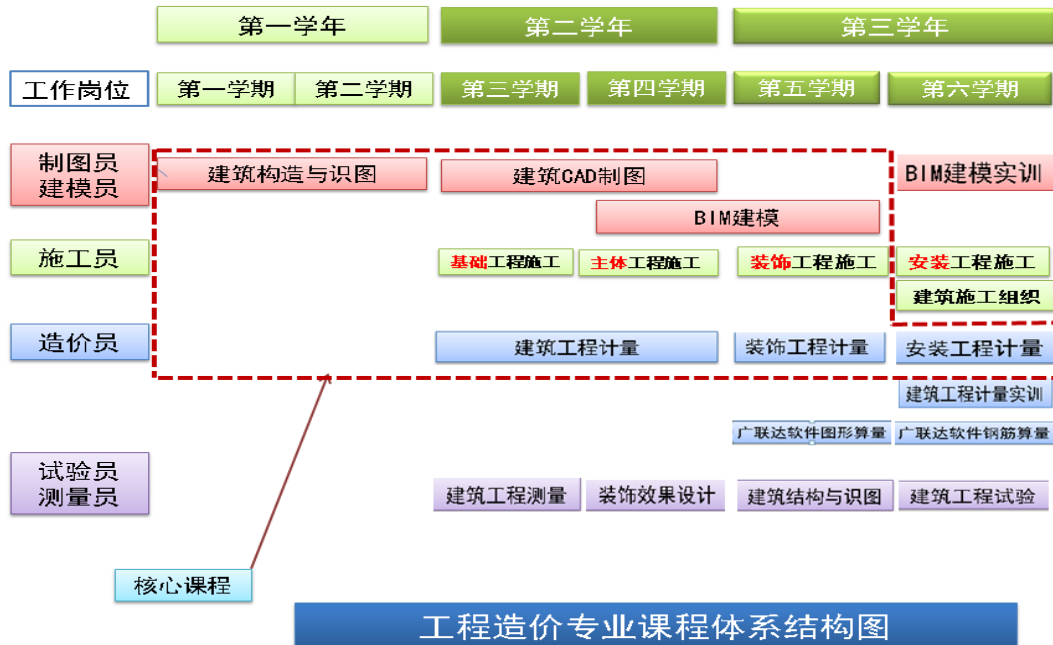 第一学年
第二学年
第三学年
工作岗位
第一学期
第二学期
第三学期
第四学期
第五学期
第六学期
制图员
建模员
建筑构造与识图
建筑CAD制图
BIM建模实训
BIM建模
施工员
基础工程施工
主体工程施工
装饰工程施工
安装工程施工
建筑施工组织
造价员
建筑工程计量
装饰工程计量
安装工程计量
建筑工程计量实训
广联达软件图形算量
广联达软件钢筋算量
试验员
测量员
建筑工程测量
装饰效果设计
建筑结构与识图
建筑工程试验
核心课程
工程造价专业课程体系结构图